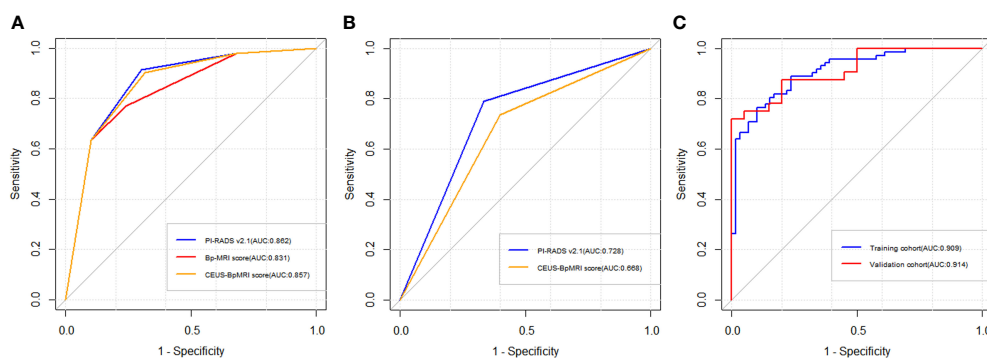 A
1.0
0.8
0.6
0.4
0.2
0.0
Sensitivity
PI-RADS v2.1(AUC:0.862)
Bp-MRI score(AUC:0.831)
CEUS-BpMRI score(AUC:0.857)
0.0 0.5 1.0
1 - Specificity
B
1.0
0.8
0.6
0.4
0.2
0.0
Sensitivity
PI-RADS v2.1(AUC:0.728)
CEUS-BpMRI score(AUC:0.668)
0.0 0.5 1.0
1 - Specificity
C
1.0
0.8
0.6
0.4
0.2
0.0
Sensitivity
Training cohort(AUC:0.909)
Validation cohort(AUC:0.914)
0.0 0.5 1.0
1 - Specificity